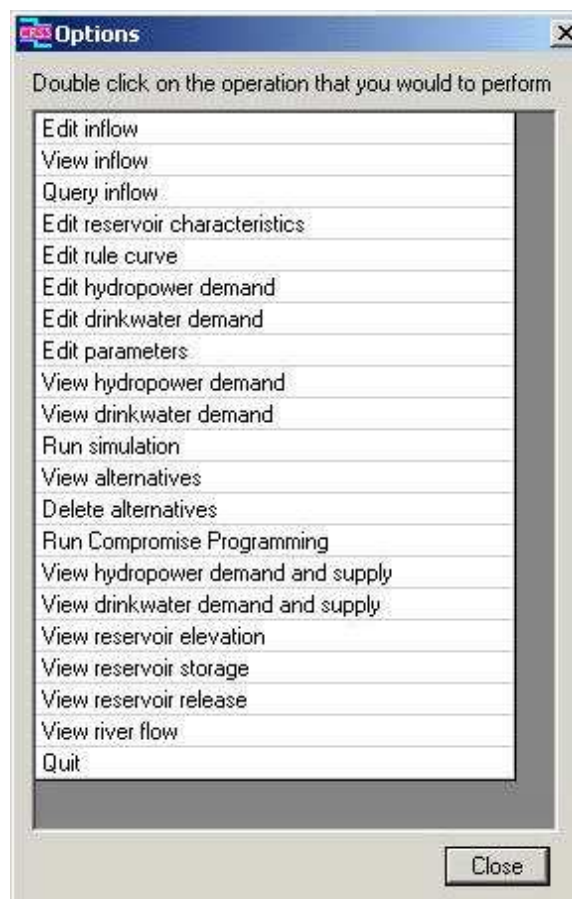 CRSS Options
Double click on the operation that you would to perform
Edit inflow
View inflow
Query inflow
Edit reservoir characteristics
Edit rule curve
Edit hydropower demand
Edit drinkwater demand
Edit parameters
View hydropower demand
View drinkwater demand
Run simulation
View alternatives
Delete alternatives
Run Compromise Programming
View hydropower demand and supply
View drinkwater demand and supply
View reservoir elevation
View reservoir storage
View reservoir release
View river flow
Quit
Close